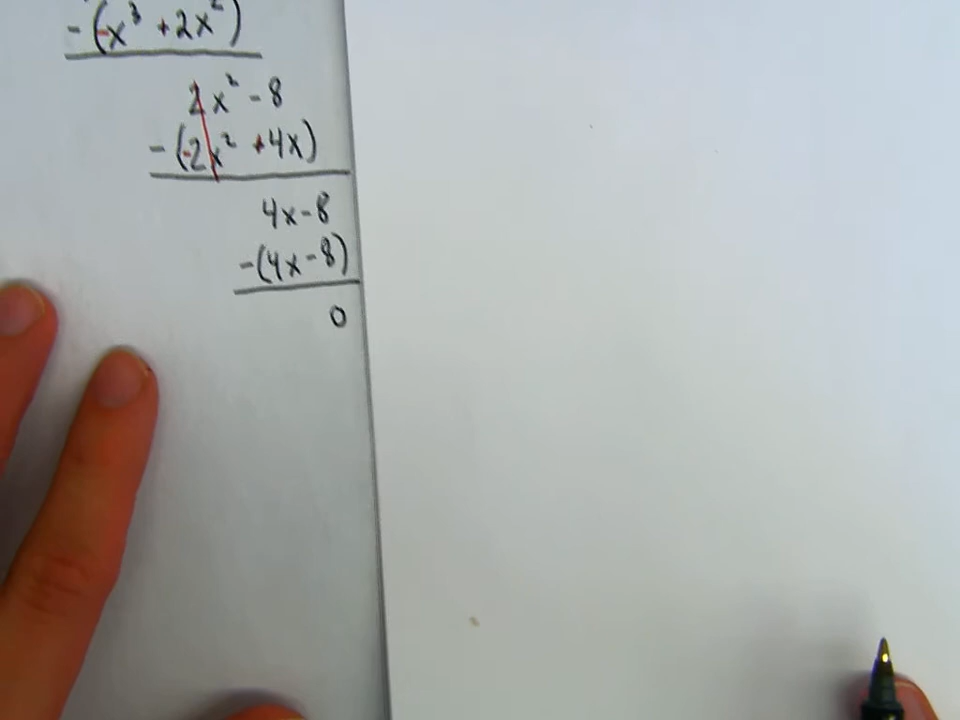 - (-x³ +2x²)
2x² - 8
- (-2x² +4x)
4x - 8
-(4x - 8)
0